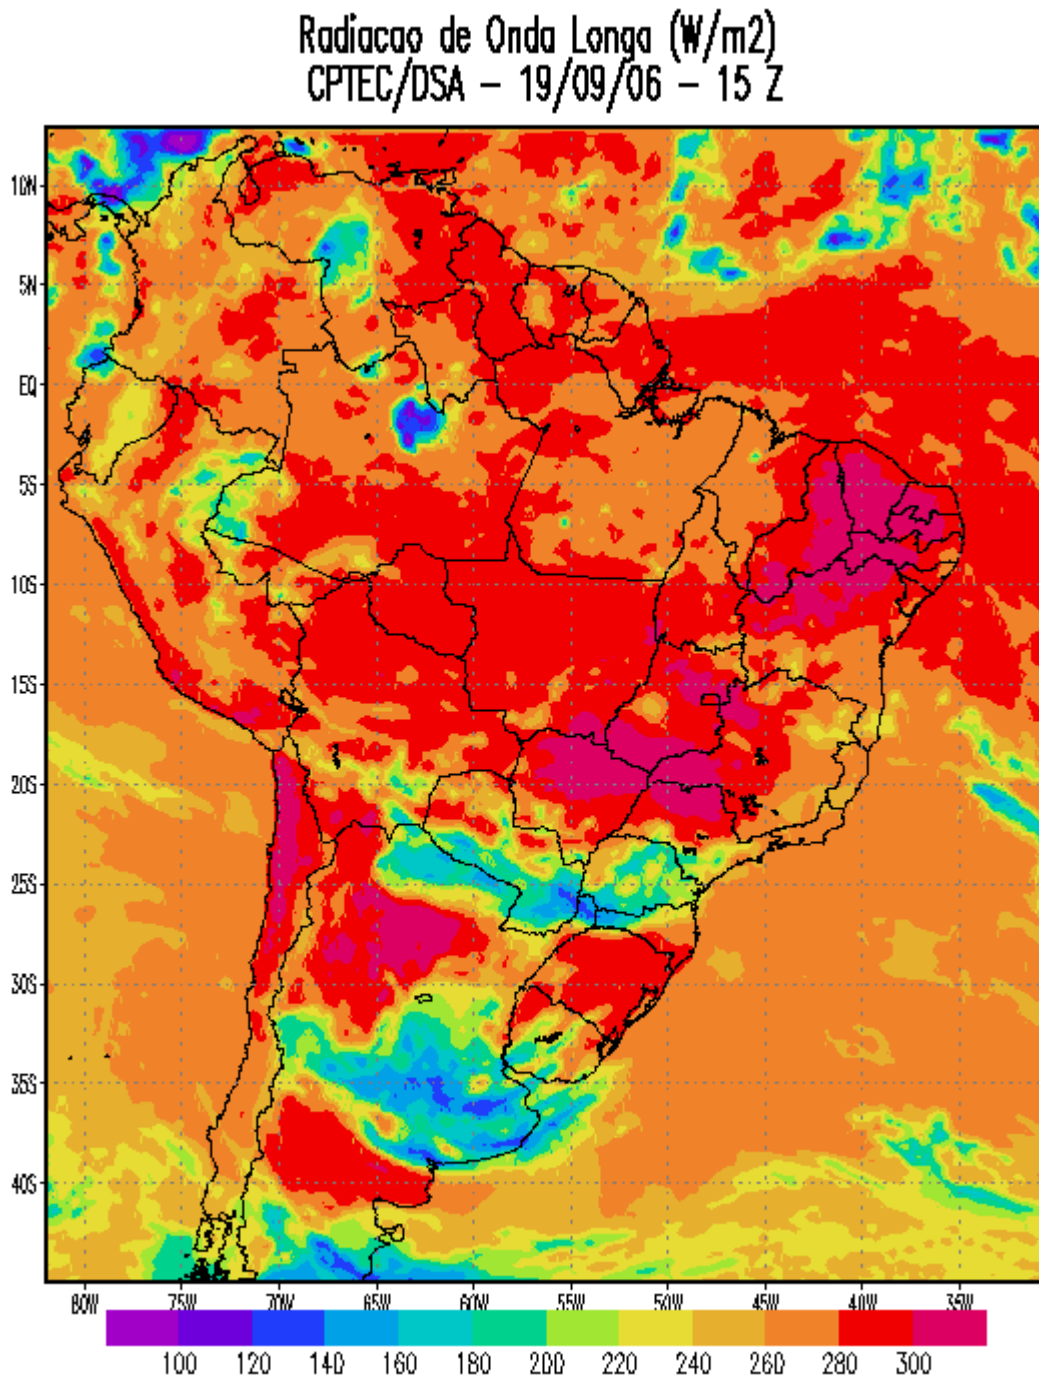 Radiacao de Onda Longa (W/m2)
CPTEC/DSA - 19/09/06 - 15 Z
10N
5N
EQ
5S
10S
15S
20S
25S
30S
35S
40S
80W 75W 70W 65W 60W 55W 50W 45W 40W 35W
100 120 140 160 180 200 220 240 260 280 300